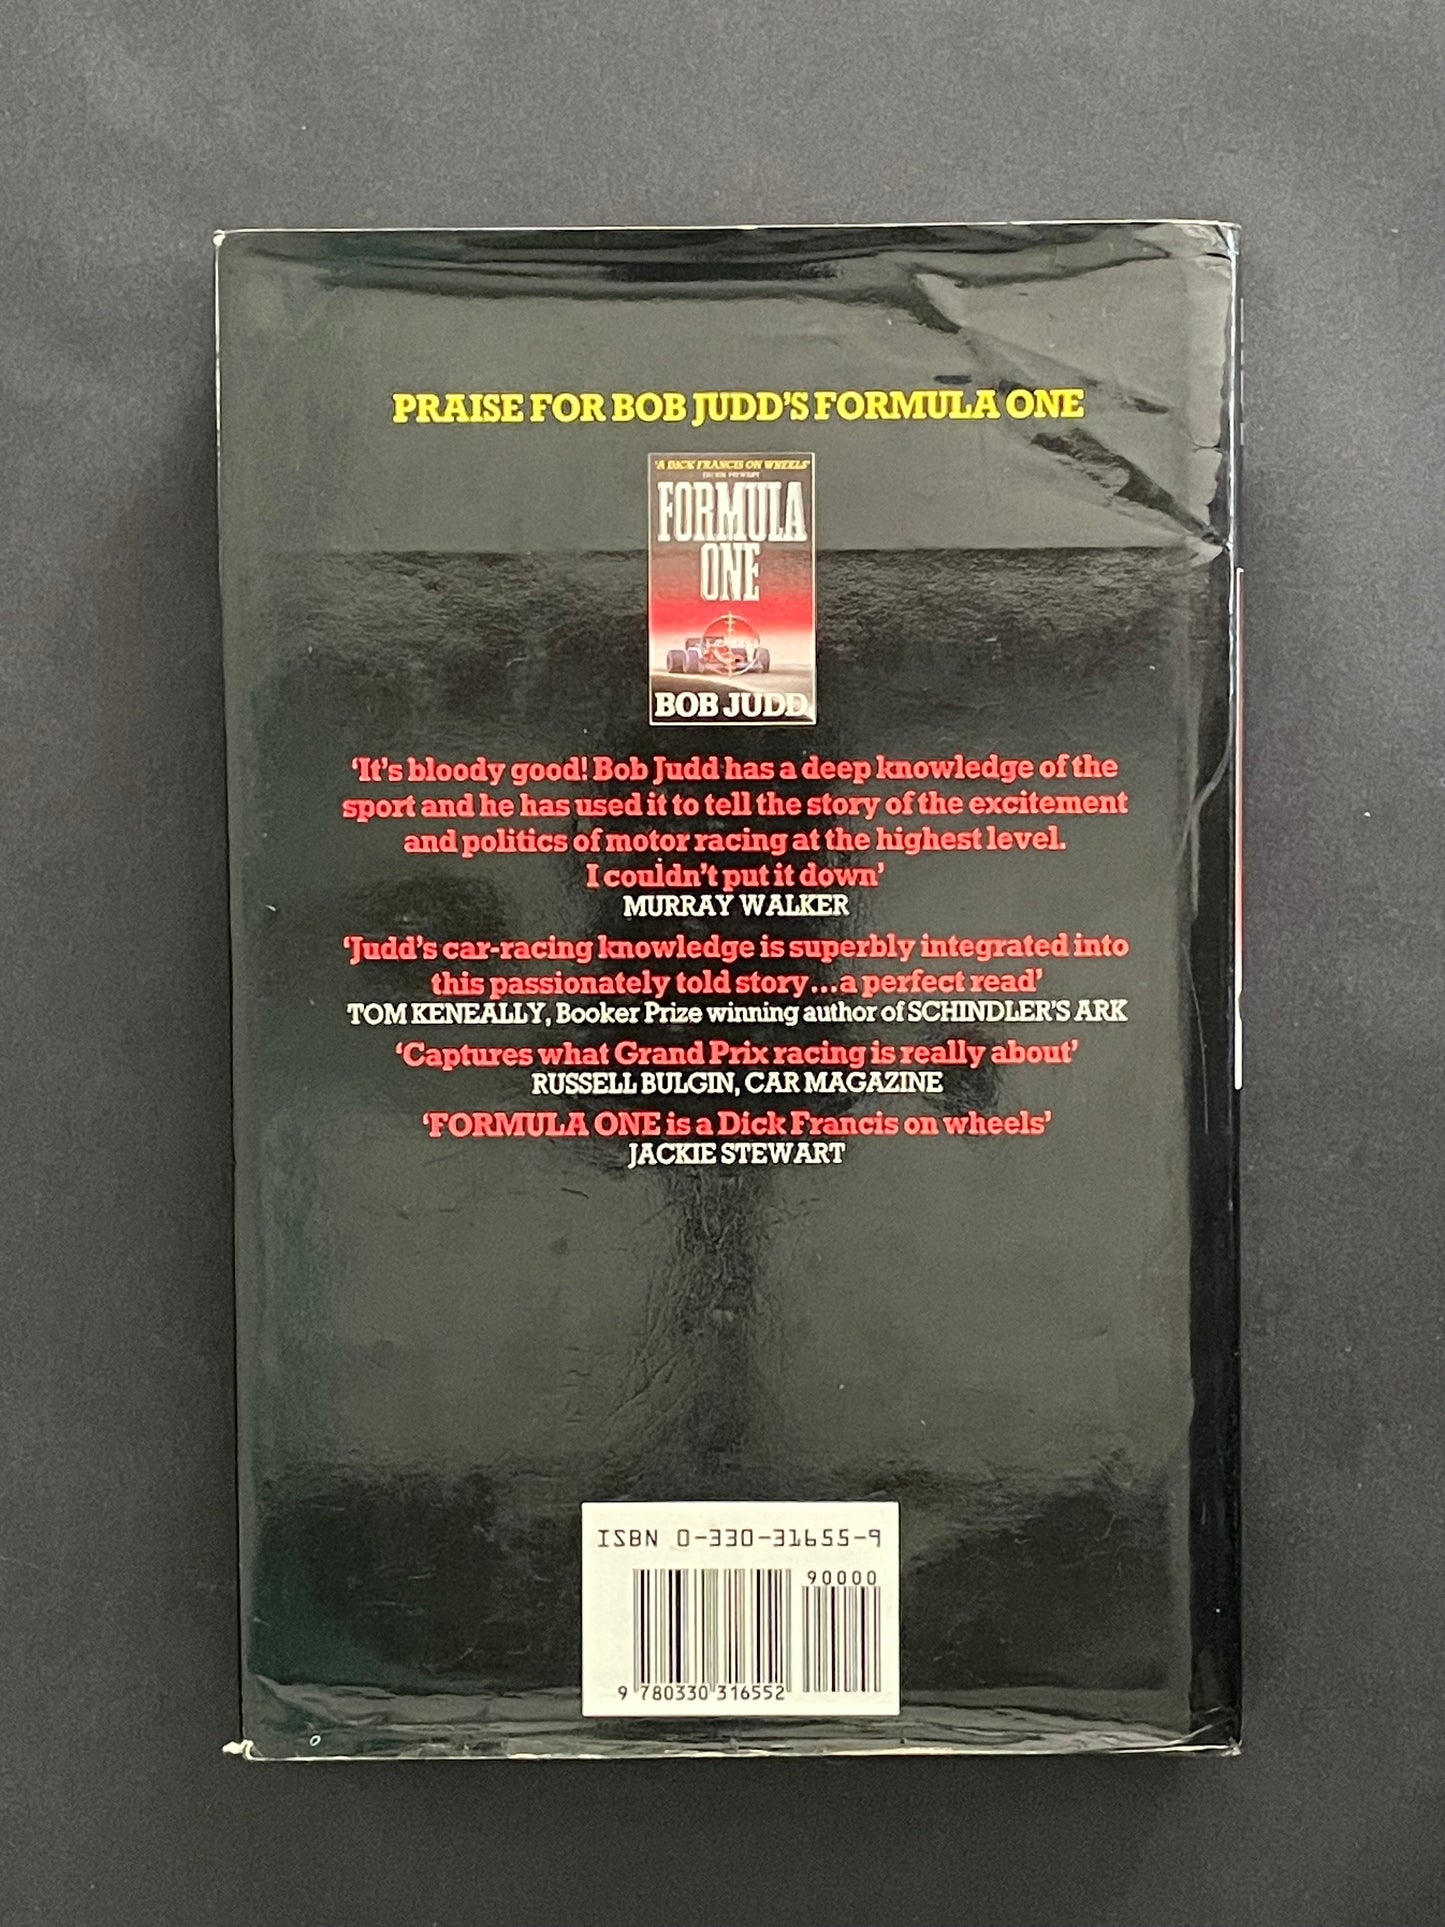 PRAISE FOR BOB JUDD'S FORMULA ONE
'A DICK FRANCIS ON WHEELS'
JACKIE STEWART
FORMULA
ONE
BOB JUDD
'It's bloody good! Bob Judd has a deep knowledge of the
sport and he has used it to tell the story of the excitement
and politics of motor racing at the highest level.
I couldn't put it down'
MURRAY WALKER
'Judd's car-racing knowledge is superbly integrated into
this passionately told story...a perfect read'
TOM KENEALLY, Booker Prize winning author of SCHINDLER'S ARK
'Captures what Grand Prix racing is really about'
RUSSELL BULGIN, CAR MAGAZINE
'FORMULA ONE is a Dick Francis on wheels'
JACKIE STEWART
ISBN 0-330-31655-9
90000
9 780330 316552